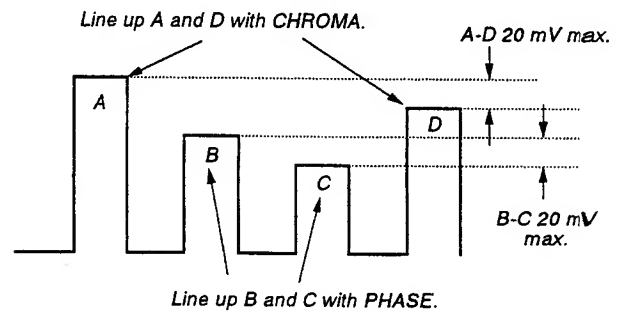 Line up A and D with CHROMA.
A-D 20 mV max.
A
D
B
C
B-C 20 mV
max.
Line up B and C with PHASE.